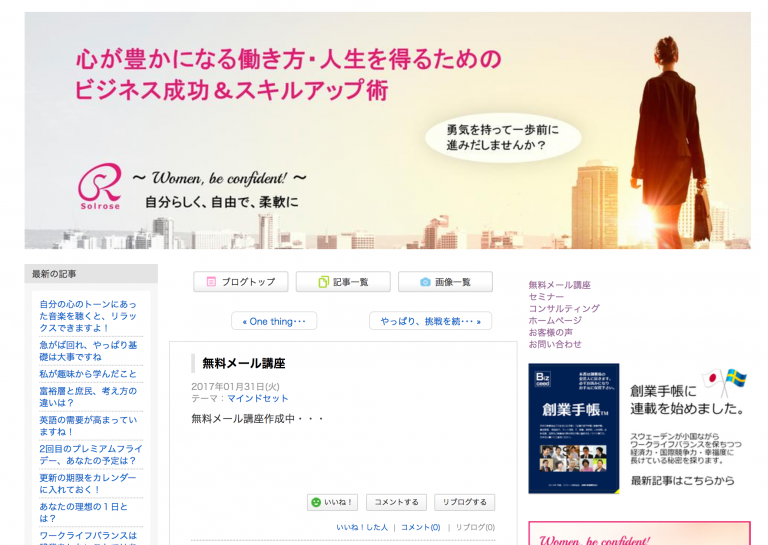 心が豊かになる働き方・人生を得るための
ビジネス成功＆スキルアップ術
勇気を持って一歩前に
進みだしませんか？
Solrose
～ Women, be confident! ～
自分らしく、自由で、柔軟に
最新の記事
自分の心のトーンにあっ
た音楽を聴くと、リラッ
クスできますよ！
急がば回れ、やっぱり基
礎は大事ですね
私が趣味から学んだこと
富裕層と庶民、考え方の
違いは？
英語の需要が高まってい
ますね！
2回目のプレミアムフライ
デー、あなたの予定は？
更新の期限をカレンダー
に入れておく！
あなたの理想の１日と
は？
ワークライフバランスは
ブログトップ
記事一覧
画像一覧
« One thing･･･
やっぱり、挑戦を続･･･ »
無料メール講座
2017年01月31日(火)
テーマ：マインドセット
無料メール講座作成中・・・
いいね！
コメントする
リブログする
いいね！した人 ｜ コメント(0) ｜ リブログ(0)
無料メール講座
セミナー
コンサルティング
ホームページ
お客様の声
お問い合わせ
Biz
ceed
創業手帳™
創業手帳に
連載を始めました。
スウェーデンが小国ながら
ワークライフバランスを保ちつつ
経済力・国際競争力・幸福度に
長けている秘密を探ります。
最新記事はこちらから
Women, be confident!